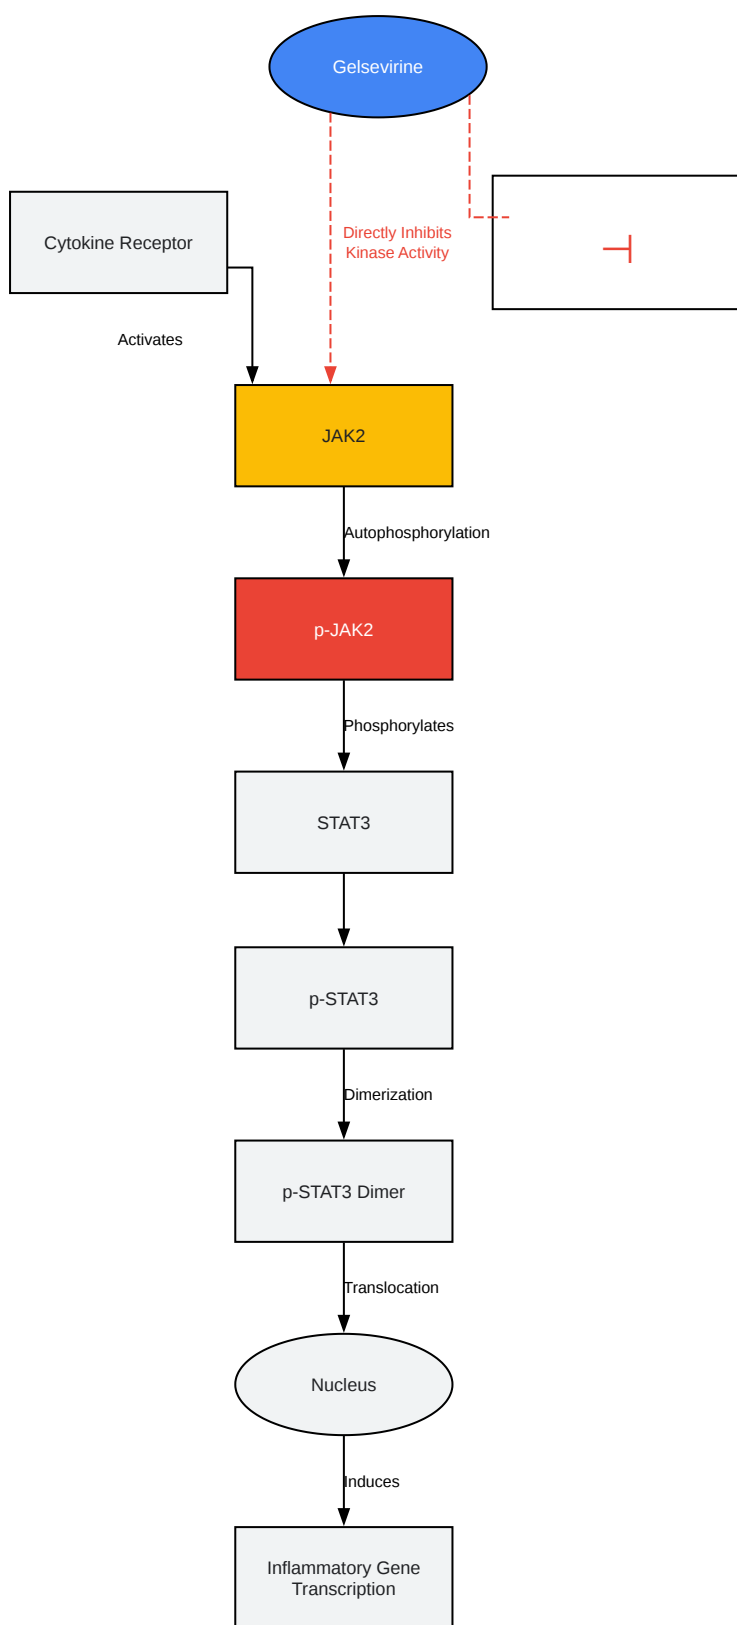 Gelsevirine
Cytokine Receptor
Directly Inhibits
Kinase Activity
⊣
Activates
JAK2
Autophosphorylation
p-JAK2
Phosphorylates
STAT3
p-STAT3
Dimerization
p-STAT3 Dimer
Translocation
Nucleus
Induces
Inflammatory Gene
Transcription